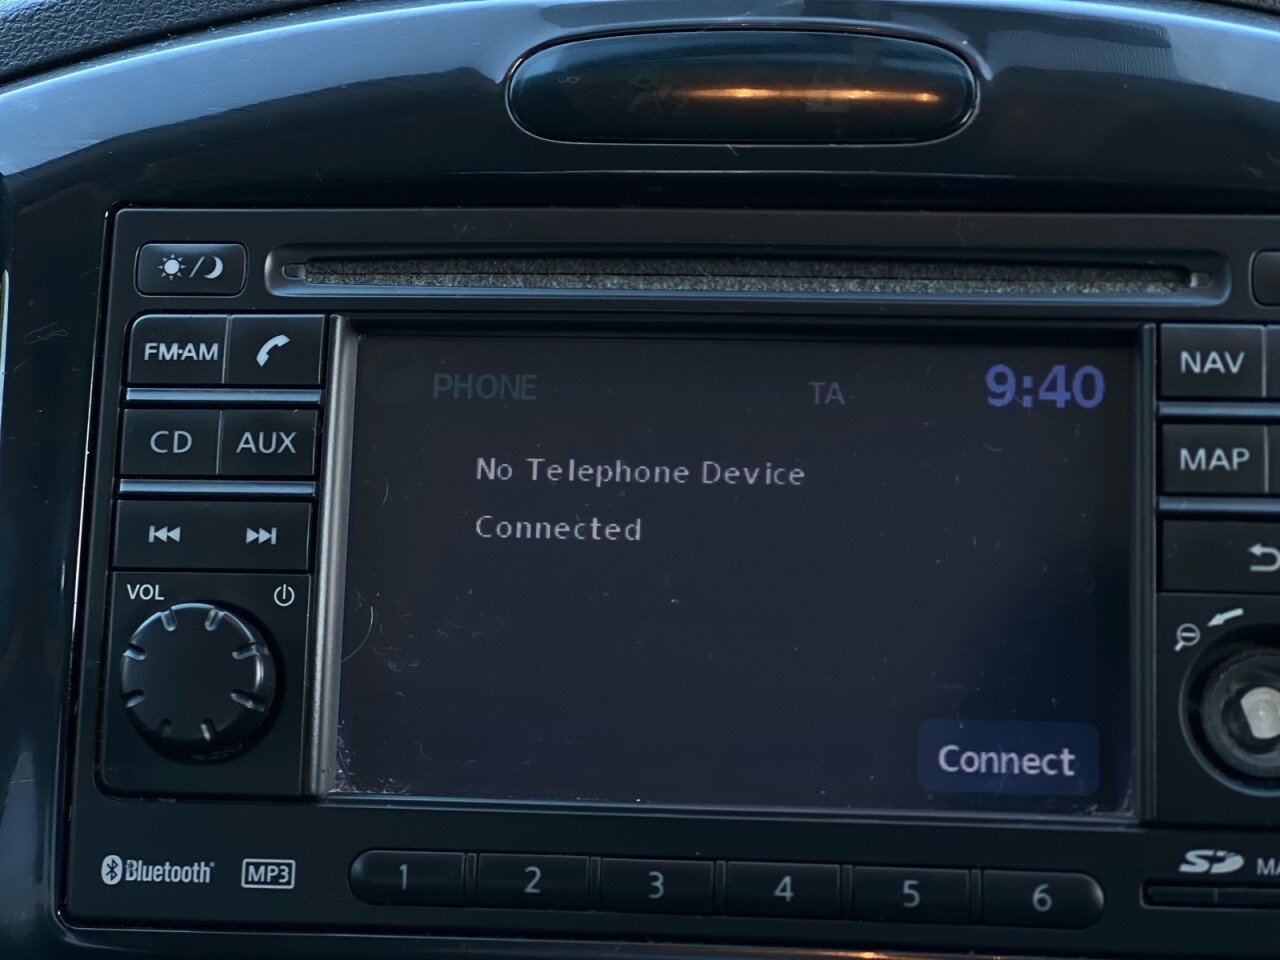 FM·AM
CD
AUX
VOL
PHONE
TA
9:40
No Telephone Device
Connected
Connect
NAV
MAP
Bluetooth®
MP3
1 2 3 4 5 6
SD